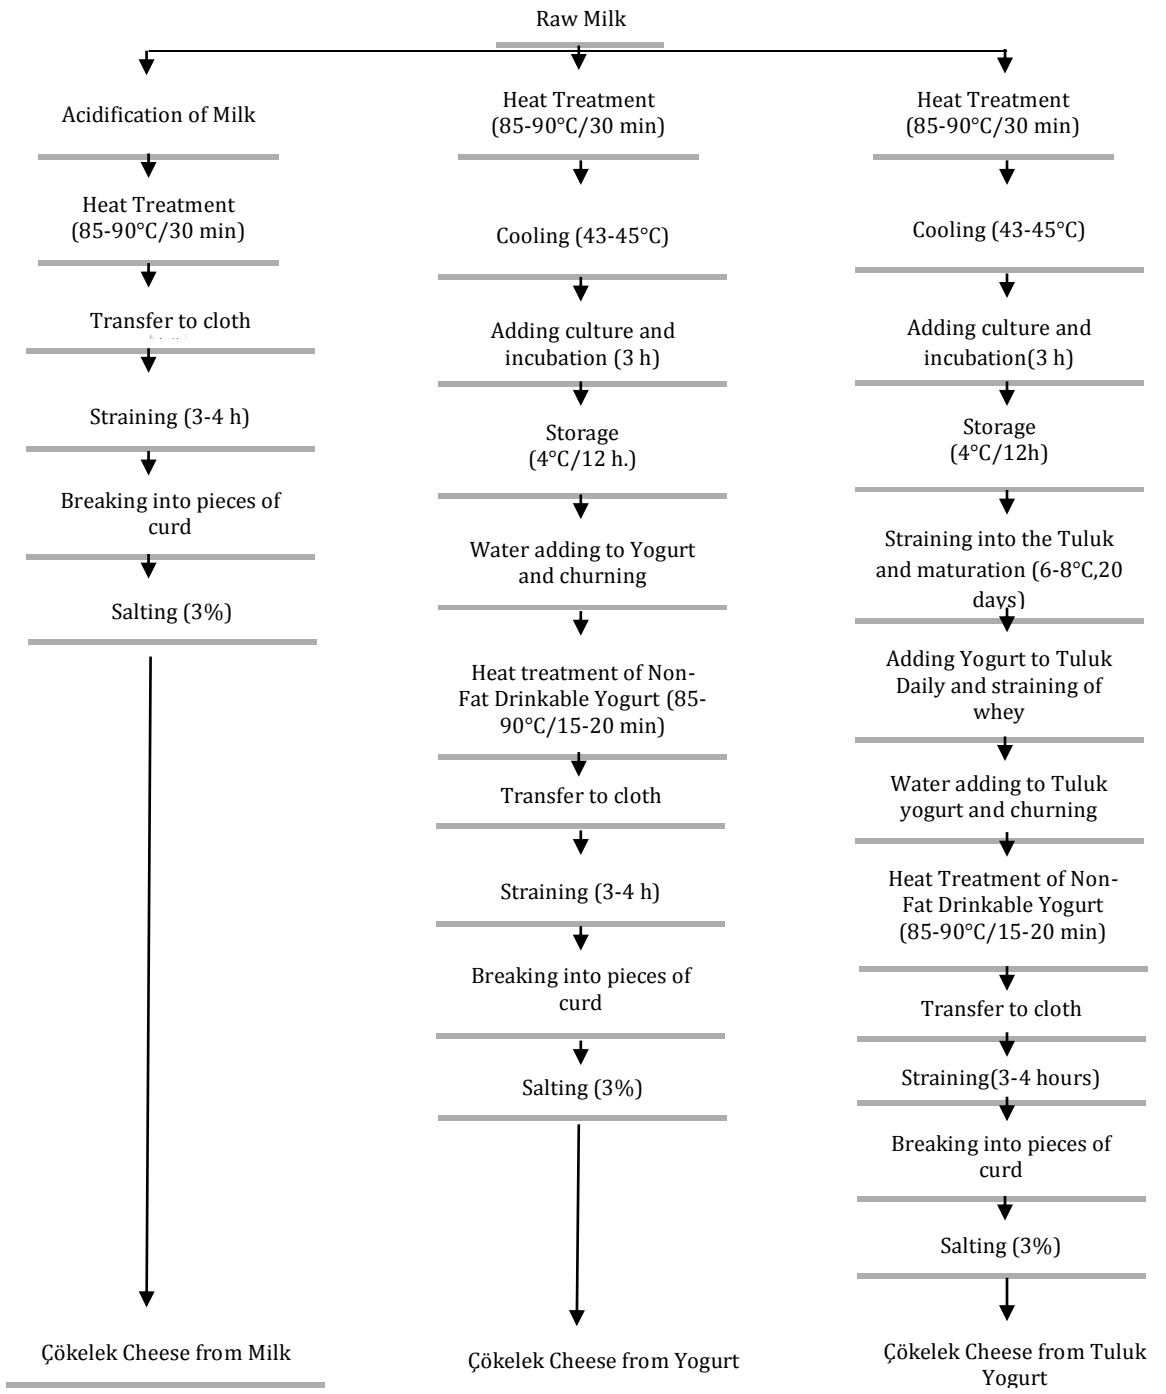 Raw Milk
Acidification of Milk
Heat Treatment
(85-90°C/30 min)
Transfer to cloth
Straining (3-4 h)
Breaking into pieces of
curd
Salting (3%)
Çökelek Cheese from Milk
Heat Treatment
(85-90°C/30 min)
Cooling (43-45°C)
Adding culture and
incubation (3 h)
Storage
(4°C/12 h.)
Water adding to Yogurt
and churning
Heat treatment of Non-
Fat Drinkable Yogurt (85-
90°C/15-20 min)
Transfer to cloth
Straining (3-4 h)
Breaking into pieces of
curd
Salting (3%)
Çökelek Cheese from Yogurt
Heat Treatment
(85-90°C/30 min)
Cooling (43-45°C)
Adding culture and
incubation(3 h)
Storage
(4°C/12h)
Straining into the Tuluk
and maturation (6-8°C,20
days)
Adding Yogurt to Tuluk
Daily and straining of
whey
Water adding to Tuluk
yogurt and churning
Heat Treatment of Non-
Fat Drinkable Yogurt
(85-90°C/15-20 min)
Transfer to cloth
Straining(3-4 hours)
Breaking into pieces of
curd
Salting (3%)
Çökelek Cheese from Tuluk
Yogurt